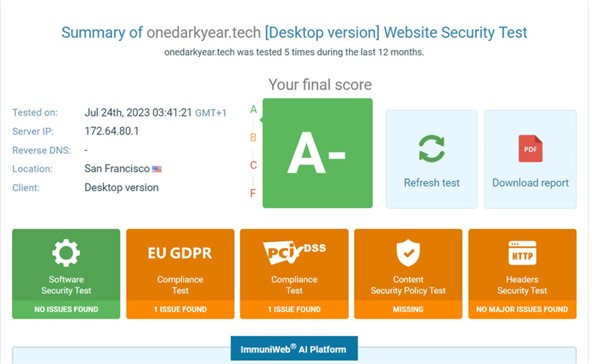 Summary of onedarkyear.tech [Desktop version] Website Security Test
onedarkyear.tech was tested 5 times during the last 12 months.
Your final score
Tested on: Jul 24th, 2023 03:41:21 GMT+1
Server IP: 172.64.80.1
Reverse DNS: -
Location: San Francisco
Client: Desktop version
A
B
C
F
A-
Refresh test
PDF
Download report
Software
Security Test
NO ISSUES FOUND
EU GDPR
Compliance
Test
1 ISSUE FOUND
PCI DSS
Compliance
Test
1 ISSUE FOUND
Content
Security Policy Test
MISSING
HTTP
Headers
Security Test
NO MAJOR ISSUES FOUND
ImmuniWeb® AI Platform